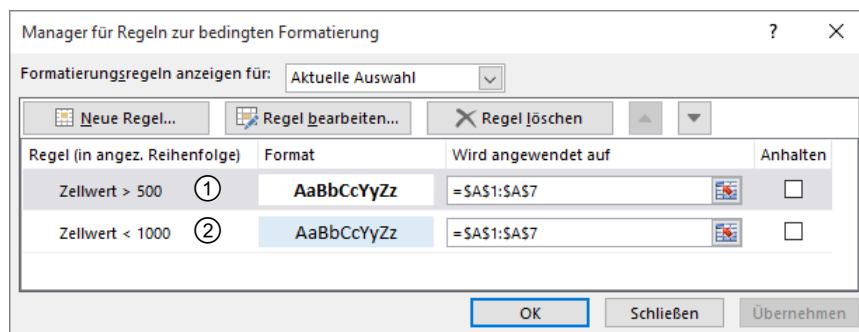 Manager für Regeln zur bedingten Formatierung ? ×
Formatierungsregeln anzeigen für: Aktuelle Auswahl
Neue Regel... Regel bearbeiten... Regel löschen
Regel (in angez. Reihenfolge) Format Wird angewendet auf Anhalten
Zellwert > 500 ① AaBbCcYyZz =$A$1:$A$7
Zellwert < 1000 ② AaBbCcYyZz =$A$1:$A$7
OK Schließen Übernehmen